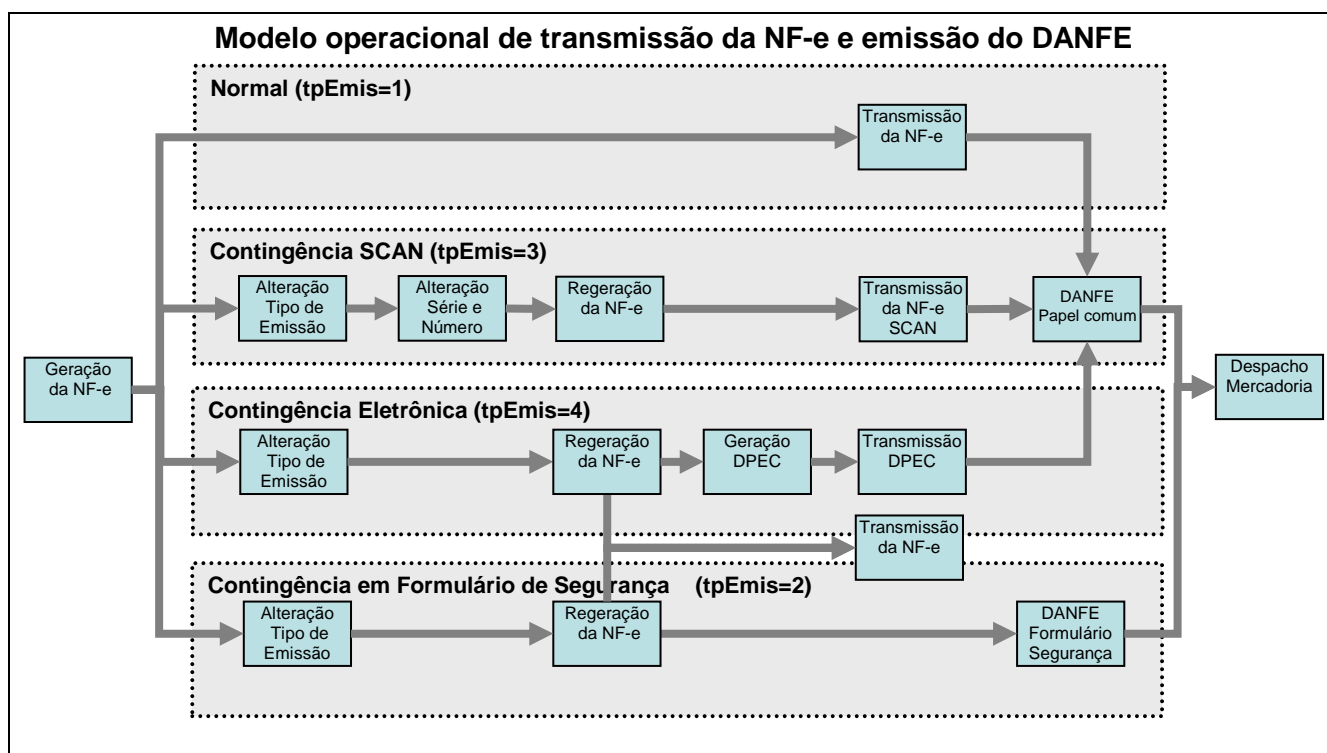 Modelo operacional de transmissão da NF-e e emissão do DANFE
Normal (tpEmis=1)
Transmissão
da NF-e
Contingência SCAN (tpEmis=3)
Alteração
Tipo de
Emissão
Alteração
Série e
Número
Regeração
da NF-e
Transmissão
da NF-e
SCAN
DANFE
Papel comum
Geração
da NF-e
Despacho
Mercadoria
Contingência Eletrônica (tpEmis=4)
Alteração
Tipo de
Emissão
Regeração
da NF-e
Geração
DPEC
Transmissão
DPEC
Transmissão
da NF-e
Contingência em Formulário de Segurança (tpEmis=2)
Alteração
Tipo de
Emissão
Regeração
da NF-e
DANFE
Formulário
Segurança